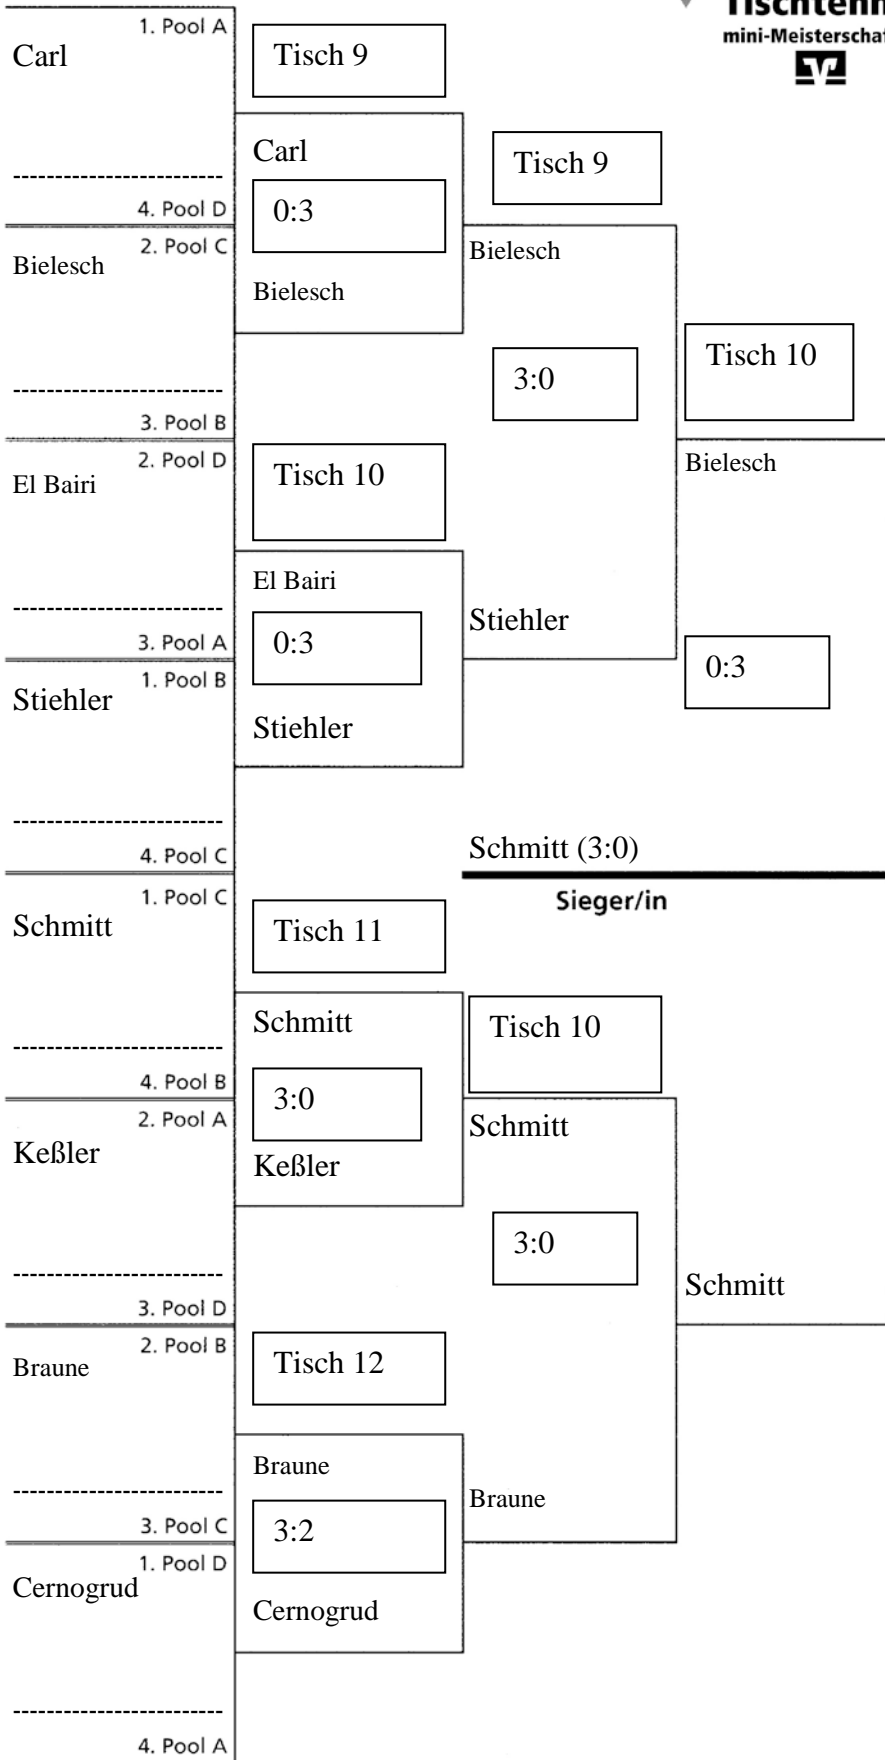 1. Pool A
Carl
Tisch 9
mini-Meisterschaf
Carl
Tisch 9
4. Pool D
0:3
2. Pool C
Bielesch
Bielesch
Bielesch
3:0
Tisch 10
3. Pool B
2. Pool D
El Bairi
Tisch 10
Bielesch
El Bairi
0:3
Stiehler
3. Pool A
1. Pool B
Stiehler
0:3
Stiehler
4. Pool C
Schmitt (3:0)
Sieger/in
1. Pool C
Schmitt
Tisch 11
Schmitt
Tisch 10
4. Pool B
3:0
2. Pool A
Schmitt
Keßler
Keßler
3:0
3. Pool D
Schmitt
2. Pool B
Braune
Tisch 12
Braune
Braune
3. Pool C
3:2
1. Pool D
Cernogrud
Cernogrud
4. Pool A